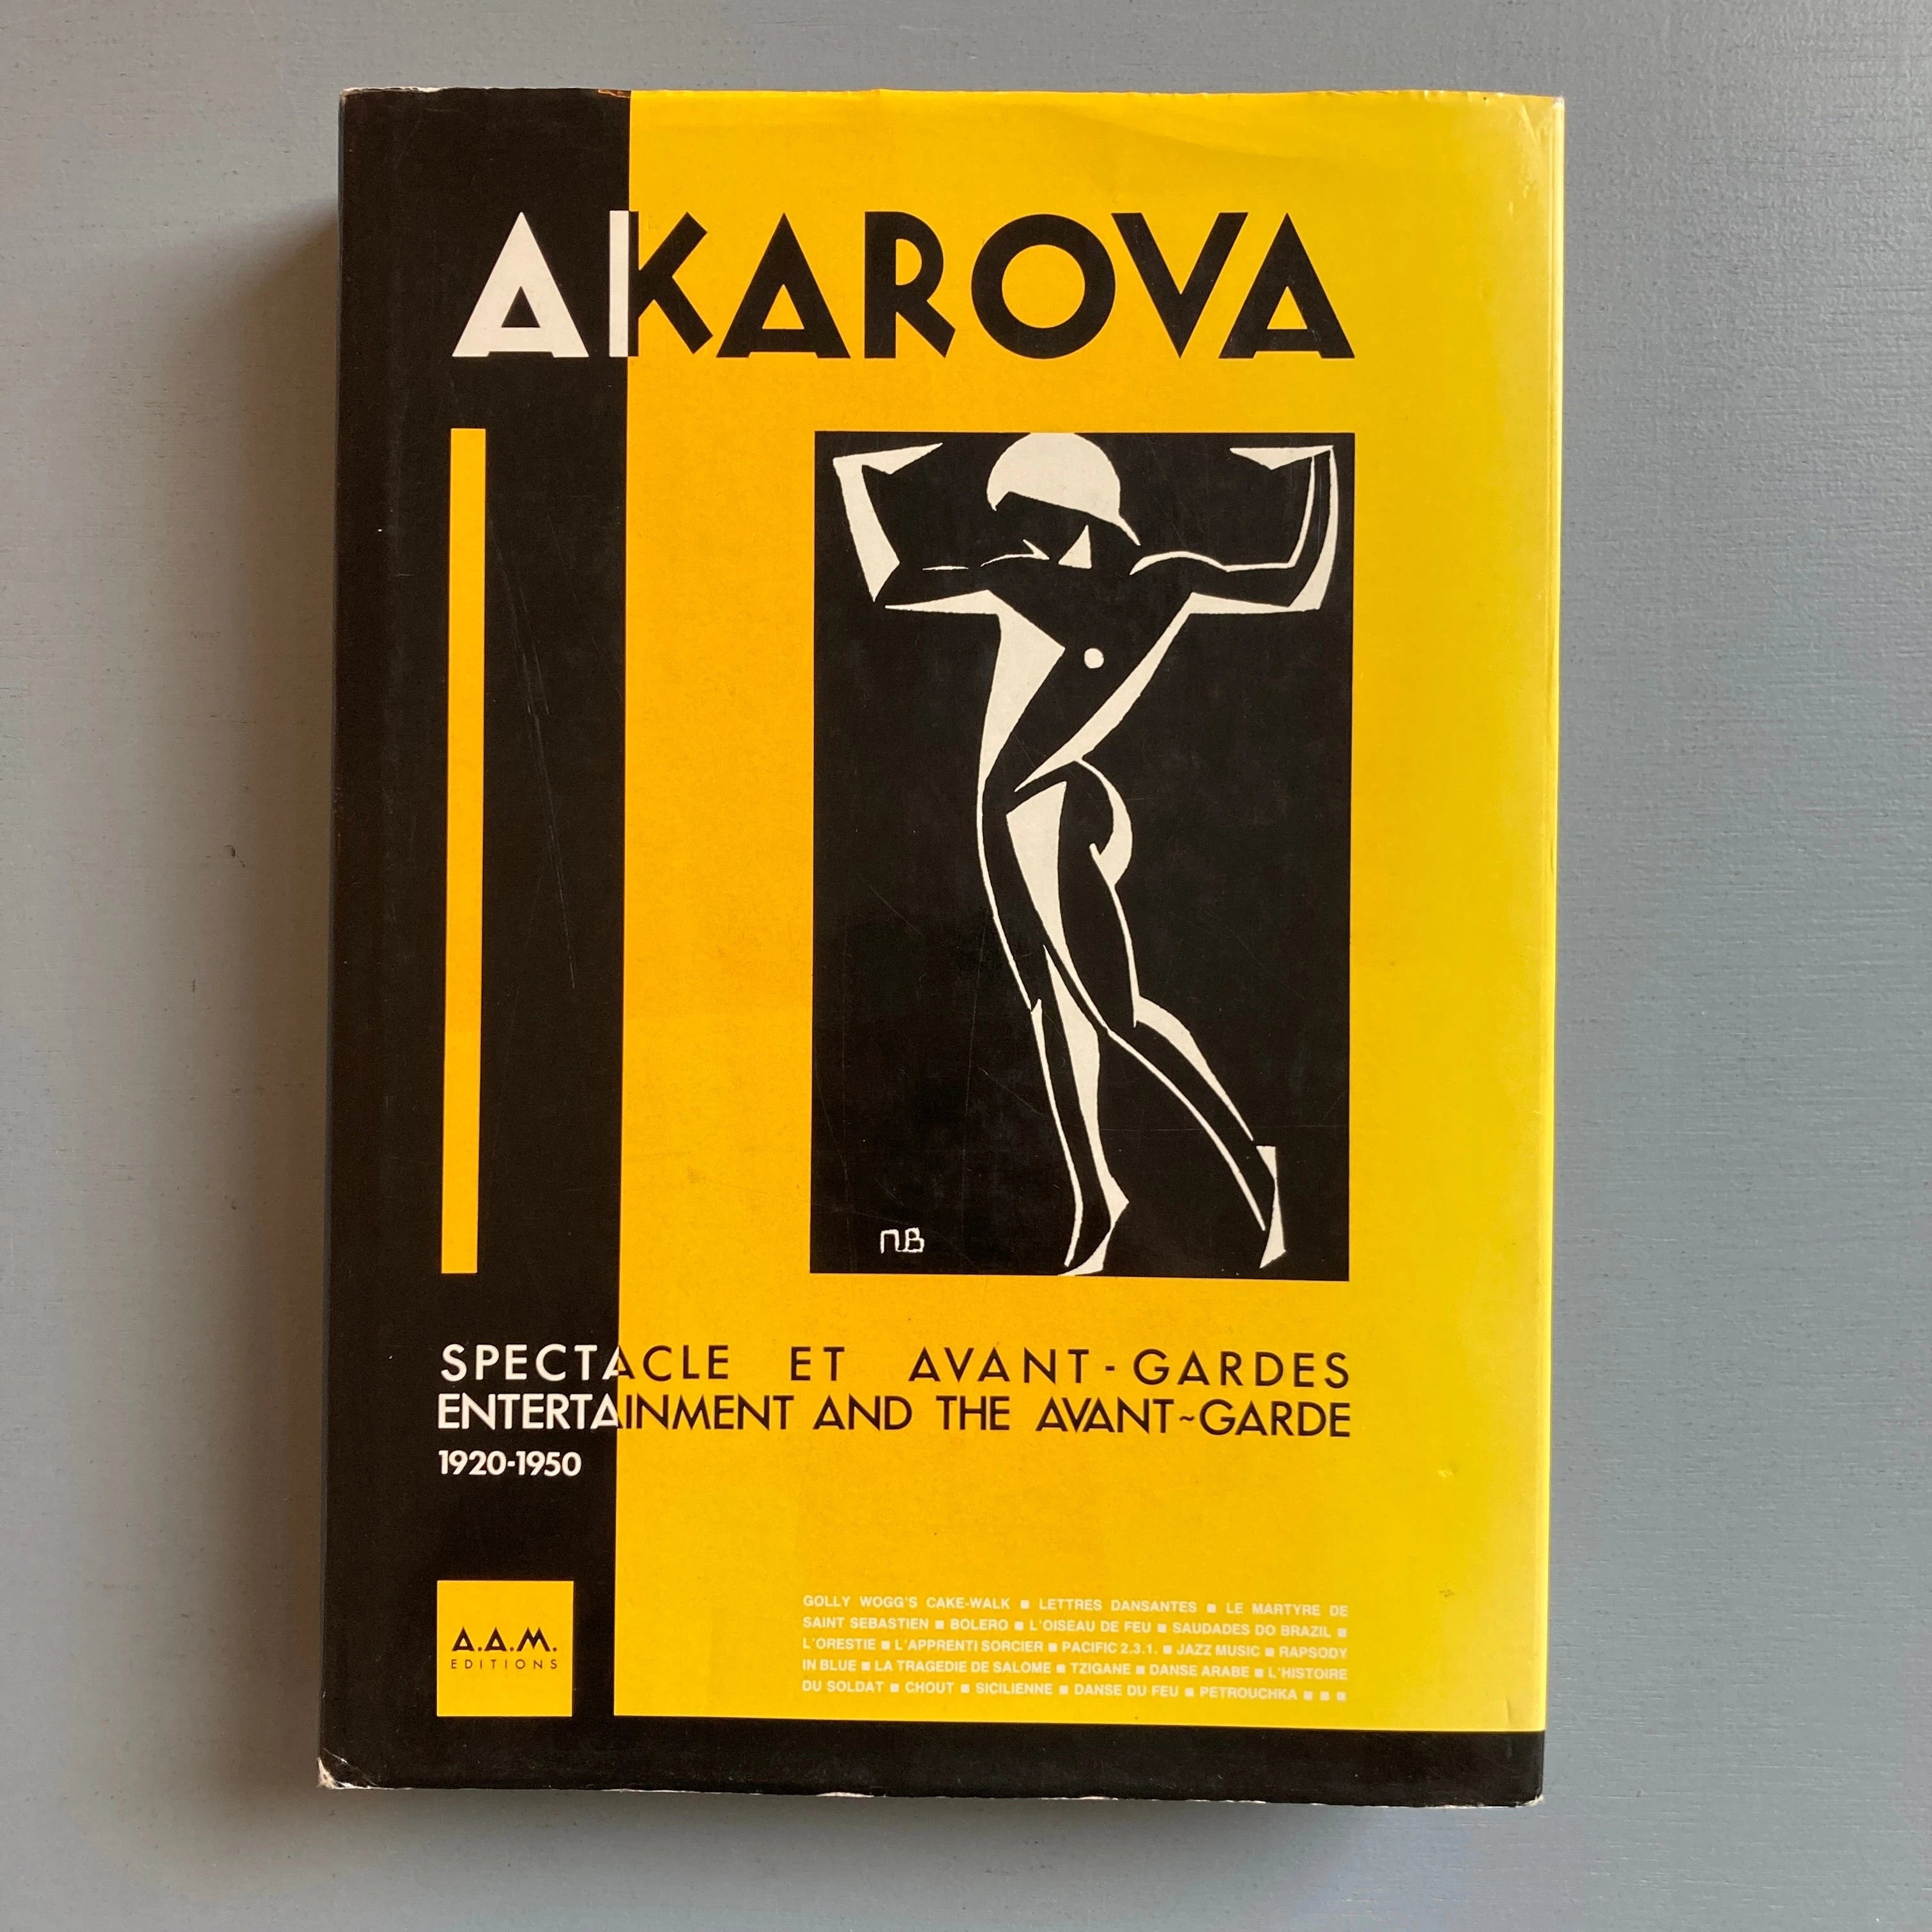 AKAROVA
ПB
SPECTACLE ET AVANT-GARDES
ENTERTAINMENT AND THE AVANT~GARDE
1920-1950
A.A.M.
EDITIONS
GOLLY WOGG'S CAKE-WALK ■ LETTRES DANSANTES ■ LE MARTYRE DE
SAINT SEBASTIEN ■ BOLERO ■ L'OISEAU DE FEU ■ SAUDADES DO BRAZIL ■
L'ORESTIE ■ L'APPRENTI SORCIER ■ PACIFIC 2.3.1. ■ JAZZ MUSIC ■ RAPSODY
IN BLUE ■ LA TRAGEDIE DE SALOME ■ TZIGANE ■ DANSE ARABE ■ L'HISTOIRE
DU SOLDAT ■ CHOUT ■ SICILIENNE ■ DANSE DU FEU ■ PETROUCHKA ■ ■ ■